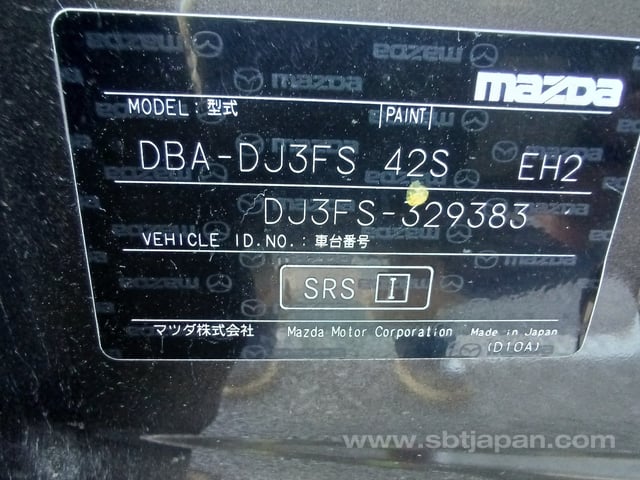 mazda
MODEL: 型式 PAINT
DBA-DJ3FS 42S EH2
DJ3FS-329383
VEHICLE ID.NO.: 車台番号
SRS I
マツダ株式会社 Mazda Motor Corporation Made in Japan
(D10A)
www.sbtjapan.com